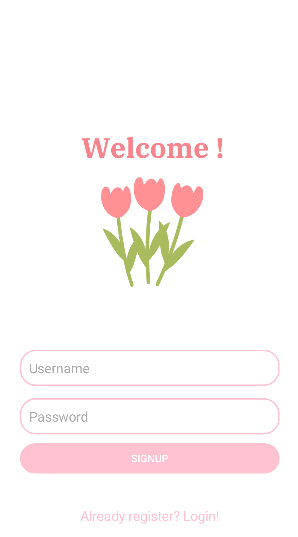 Welcome !
Username
Password
SIGNUP
Already register? Login!